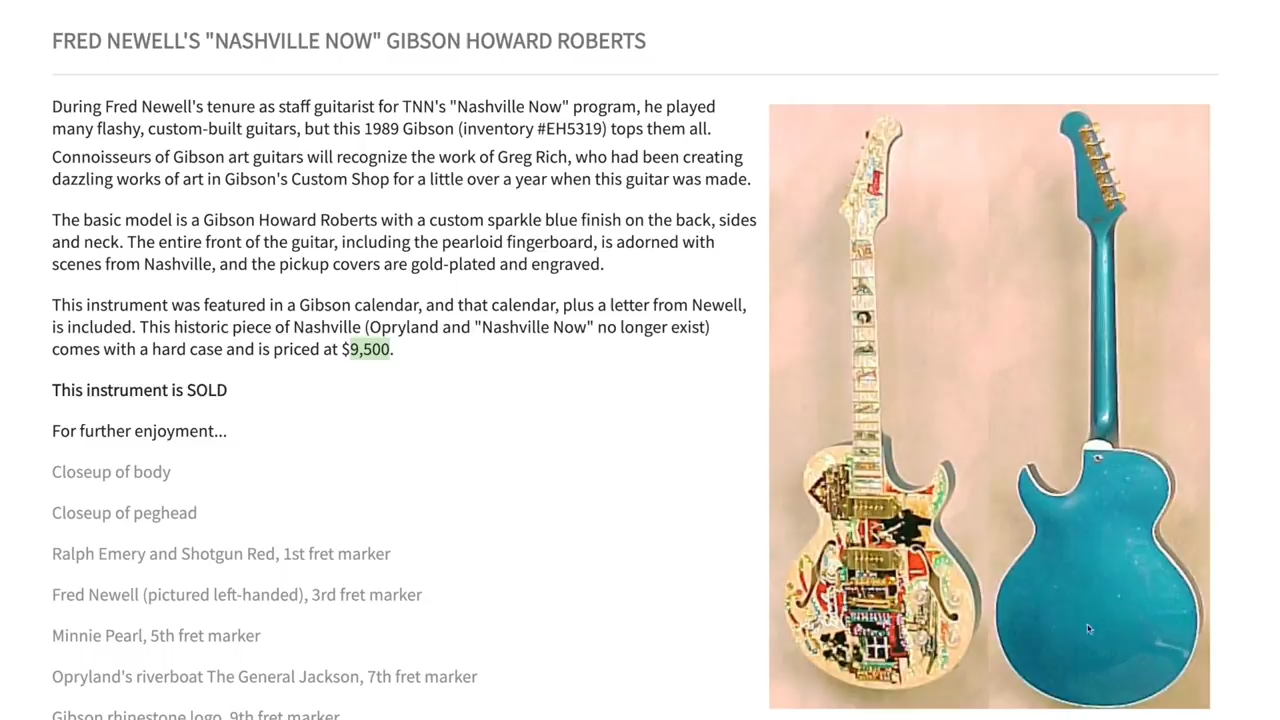 FRED NEWELL'S "NASHVILLE NOW" GIBSON HOWARD ROBERTS
During Fred Newell's tenure as staff guitarist for TNN's "Nashville Now" program, he played
many flashy, custom-built guitars, but this 1989 Gibson (inventory #EH5319) tops them all.
Connoisseurs of Gibson art guitars will recognize the work of Greg Rich, who had been creating
dazzling works of art in Gibson's Custom Shop for a little over a year when this guitar was made.
The basic model is a Gibson Howard Roberts with a custom sparkle blue finish on the back, sides
and neck. The entire front of the guitar, including the pearloid fingerboard, is adorned with
scenes from Nashville, and the pickup covers are gold-plated and engraved.
This instrument was featured in a Gibson calendar, and that calendar, plus a letter from Newell,
is included. This historic piece of Nashville (Opryland and "Nashville Now" no longer exist)
comes with a hard case and is priced at $9,500.
This instrument is SOLD
For further enjoyment...
Closeup of body
Closeup of peghead
Ralph Emery and Shotgun Red, 1st fret marker
Fred Newell (pictured left-handed), 3rd fret marker
Minnie Pearl, 5th fret marker
Opryland's riverboat The General Jackson, 7th fret marker
Gibson rhinestone logo, 9th fret marker